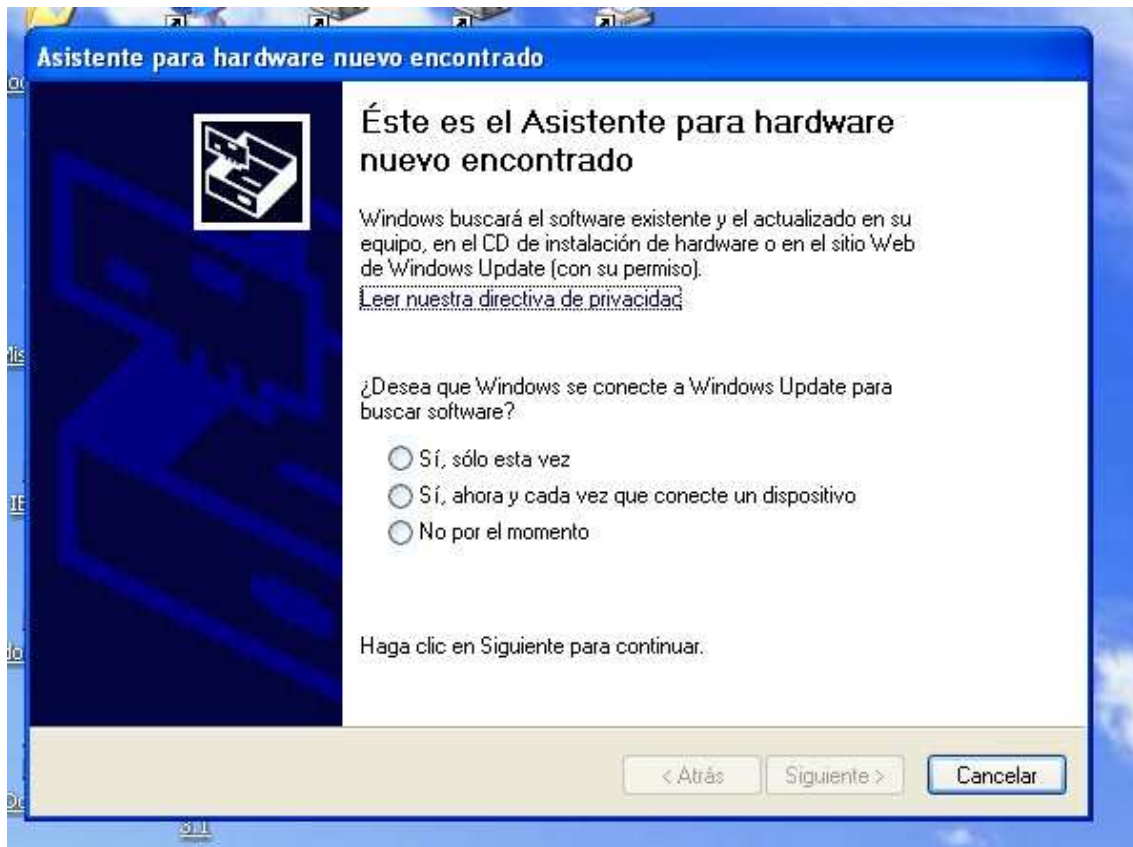 Asistente para hardware nuevo encontrado
Éste es el Asistente para hardware
nuevo encontrado
Windows buscará el software existente y el actualizado en su
equipo, en el CD de instalación de hardware o en el sitio Web
de Windows Update (con su permiso).
Leer nuestra directiva de privacidad
¿Desea que Windows se conecte a Windows Update para
buscar software?
Sí, sólo esta vez
Sí, ahora y cada vez que conecte un dispositivo
No por el momento
Haga clic en Siguiente para continuar.
< Atrás
Siguiente >
Cancelar
3.1